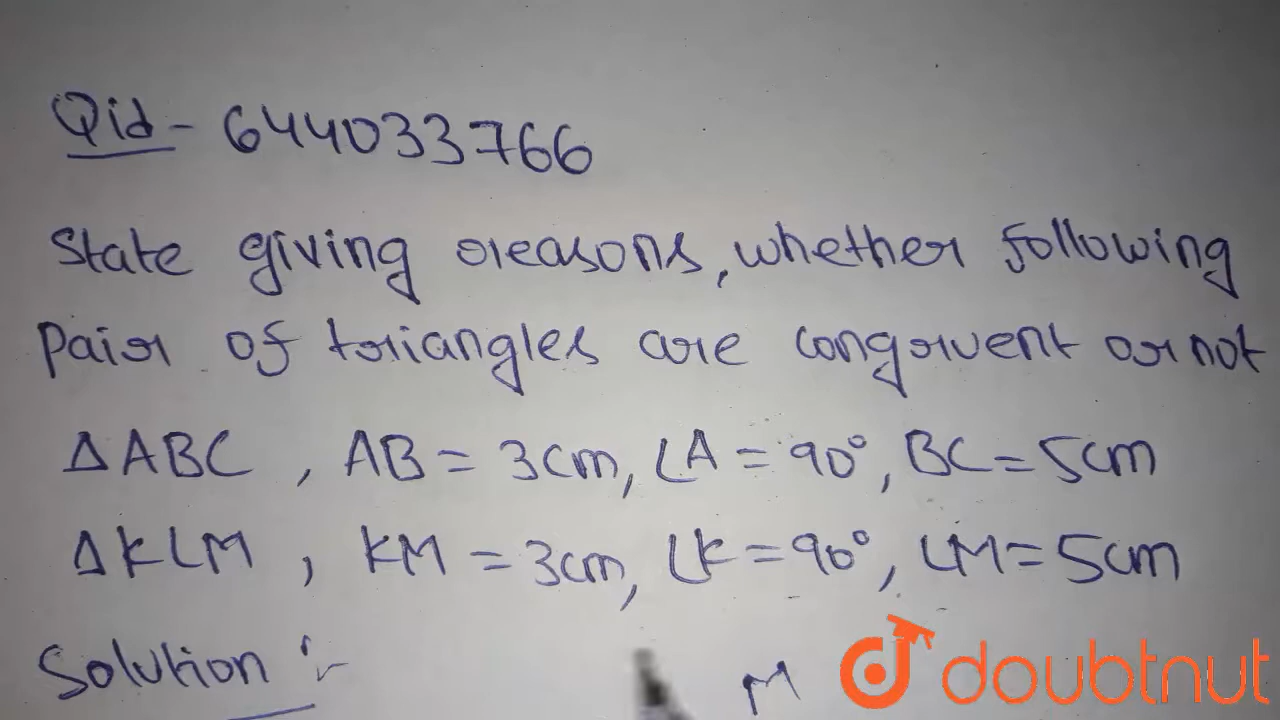 Qid - 644033766
State giving reasons, whether following
pair of triangles are congruent or not
ΔABC , AB = 3cm, ∠A = 90°, BC = 5cm
ΔKLM , KM = 3cm, ∠K = 90°, LM = 5cm
Solution :-
M
doubtnut